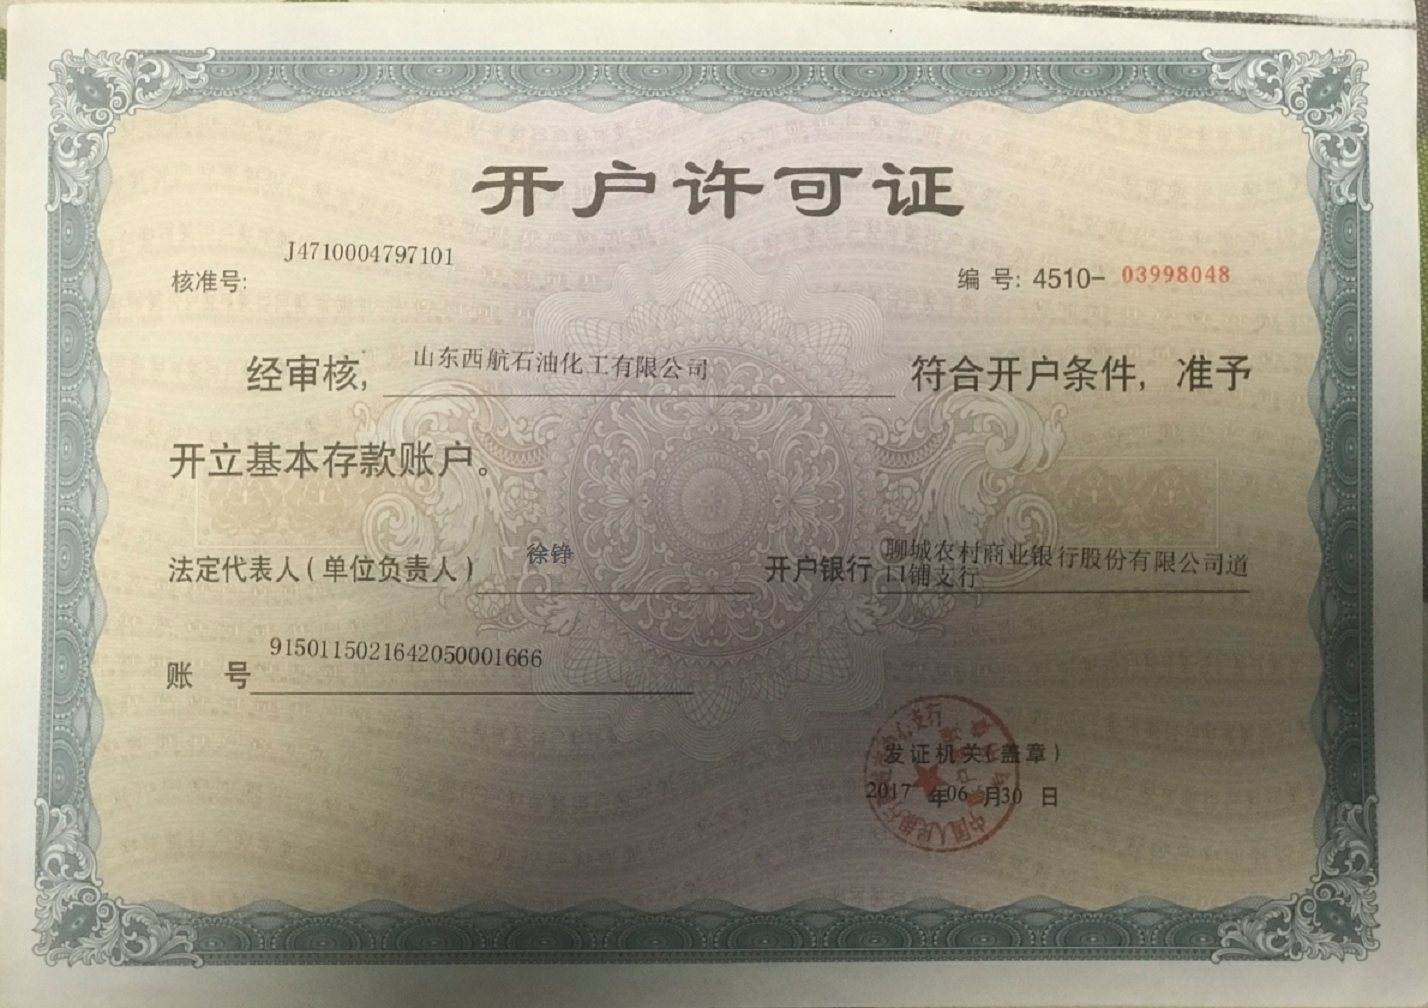 开户许可证
J4710004797101
核准号:
编 号: 4510- 03998048
经审核, 山东西航石油化工有限公司 符合开户条件, 准予
开立基本存款账户。
法定代表人(单位负责人) 徐铮 开户银行 聊城农村商业银行股份有限公司道
口铺支行
账 号 9150115021642050001666
发证机关(盖章)
2017 年06 月30 日